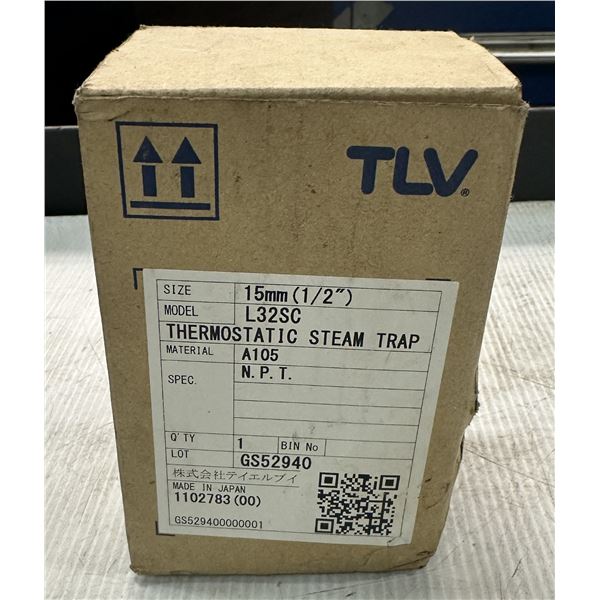 TLV®
SIZE 15mm(1/2″)
MODEL L32SC
THERMOSTATIC STEAM TRAP
MATERIAL A105
SPEC. N.P.T.
Q'TY 1 BIN No
LOT GS52940
株式会社テイエルブイ
MADE IN JAPAN
1102783(00)
GS529400000001